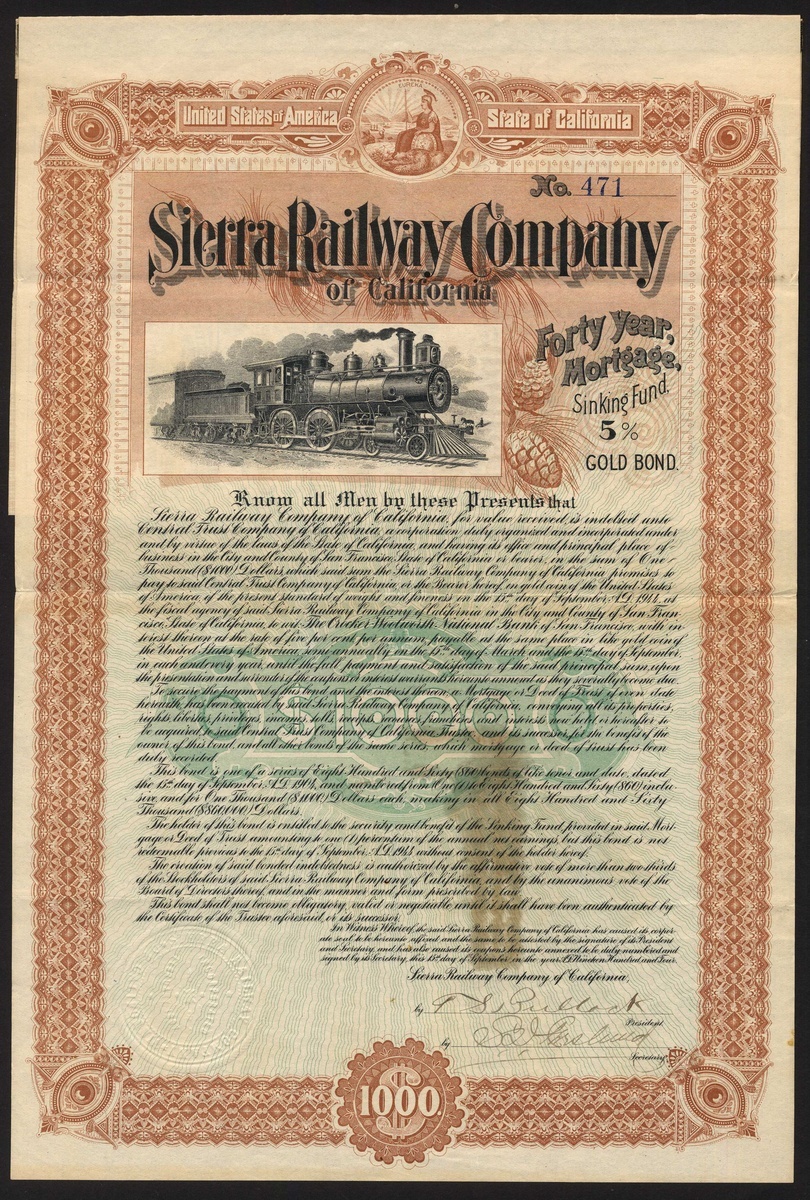 EUREKA
United States of America
State of California
No. 471
Sierra Railway Company
of California
Forty Year,
Mortgage,
Sinking Fund.
5%
GOLD BOND.
Know all Men by these Presents that
Sierra Railway Company of California, for value received, is indebted unto
Central Trust Company of California, a corporation duly organized and incorporated under
and by virtue of the laws of the State of California, and having its office and principal place of
business in the City and County of San Francisco, State of California or bearer, in the sum of One
Thousand ($1000) Dollars, which said sum the Sierra Railway Company of California promises to
pay to said Central Trust Company of California, or the Bearer hereof, in gold coin of the United States
of America, of the present standard of weight and fineness on the 15th day of September, A.D. 1944, at
the fiscal agency of said Sierra Railway Company of California in the City and County of San Fran-
cisco, State of California, to wit: The Crocker Woolworth National Bank of San Francisco, with in-
terest thereon at the rate of five per cent per annum, payable at the same place in like gold coin of
the United States of America, semi annually on the 15th day of March and the 15th day of September,
in each and every year, until the full payment and satisfaction of the said principal sum, upon
the presentation and surrender of the coupons or interest warrants hereunto annexed as they severally become due.
To secure the payment of this bond and the interest thereon, a Mortgage or Deed of Trust of even date
herewith has been executed by said Sierra Railway Company of California, conveying all its properties,
rights, liberties, privileges, incomes, tolls, receipts, revenues, franchises and interests now held or hereafter to
be acquired, to said Central Trust Company of California Trustee, and its successor, for the benefit of the
owner of this bond, and all other bonds of the same series, which mortgage or deed of trust has been
duly recorded.
This bond is one of a series of Eight Hundred and Sixty (860) bonds of like tenor and date, dated
the 15th day of September, A.D. 1904, and numbered from One (1) to Eight Hundred and Sixty (860) inclu-
sive and for One Thousand ($1000) Dollars each, making in all Eight Hundred and Sixty
Thousand ($860,000) Dollars.
The holder of this bond is entitled to the security and benefit of the Sinking Fund provided in said Mort-
gage or Deed of Trust amounting to one (1) per centum of the annual net earnings, but this bond is not
redeemable previous to the 15th day of September, A.D. 1944 without consent of the holder hereof.
The creation of said bonded indebtedness is authorized by the affirmative vote of more than two thirds
of the Stockholders of said Sierra Railway Company of California, and by the unanimous vote of the
Board of Directors thereof, and in the manner and form prescribed by law.
This bond shall not become obligatory, valid or negotiable until it shall have been authenticated by
the Certificate of the Trustee aforesaid, or its successor.
In Witness Whereof, the said Sierra Railway Company of California has caused its corpor-
ate seal to be hereunto affixed and the same to be attested by the signature of its President
and Secretary, and has also caused its coupons hereunto annexed to be duly numbered and
signed by its Secretary, this 15th day of September, in the year, A.D. Nineteen Hundred and Four.
Sierra Railway Company of California,
by T. S. Bullock
President
by
Secretary.
$1000
1000.